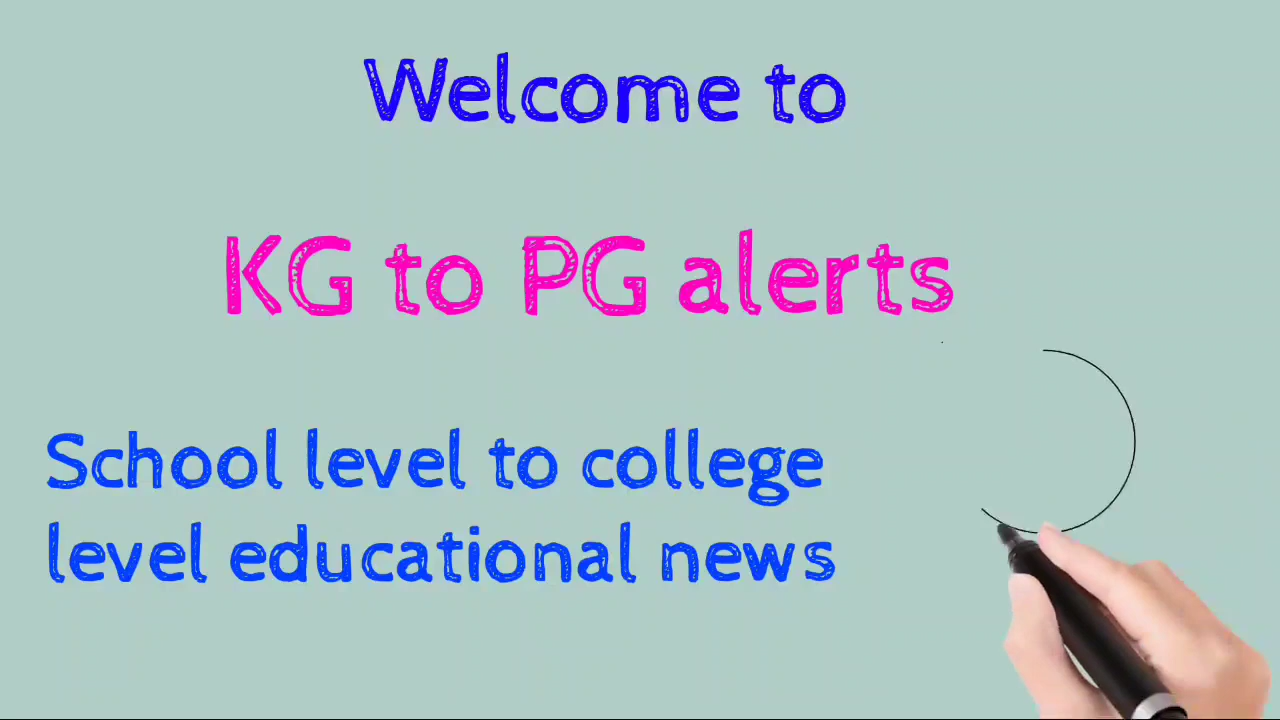 Welcome to
KG to PG alerts
School level to college
level educational news